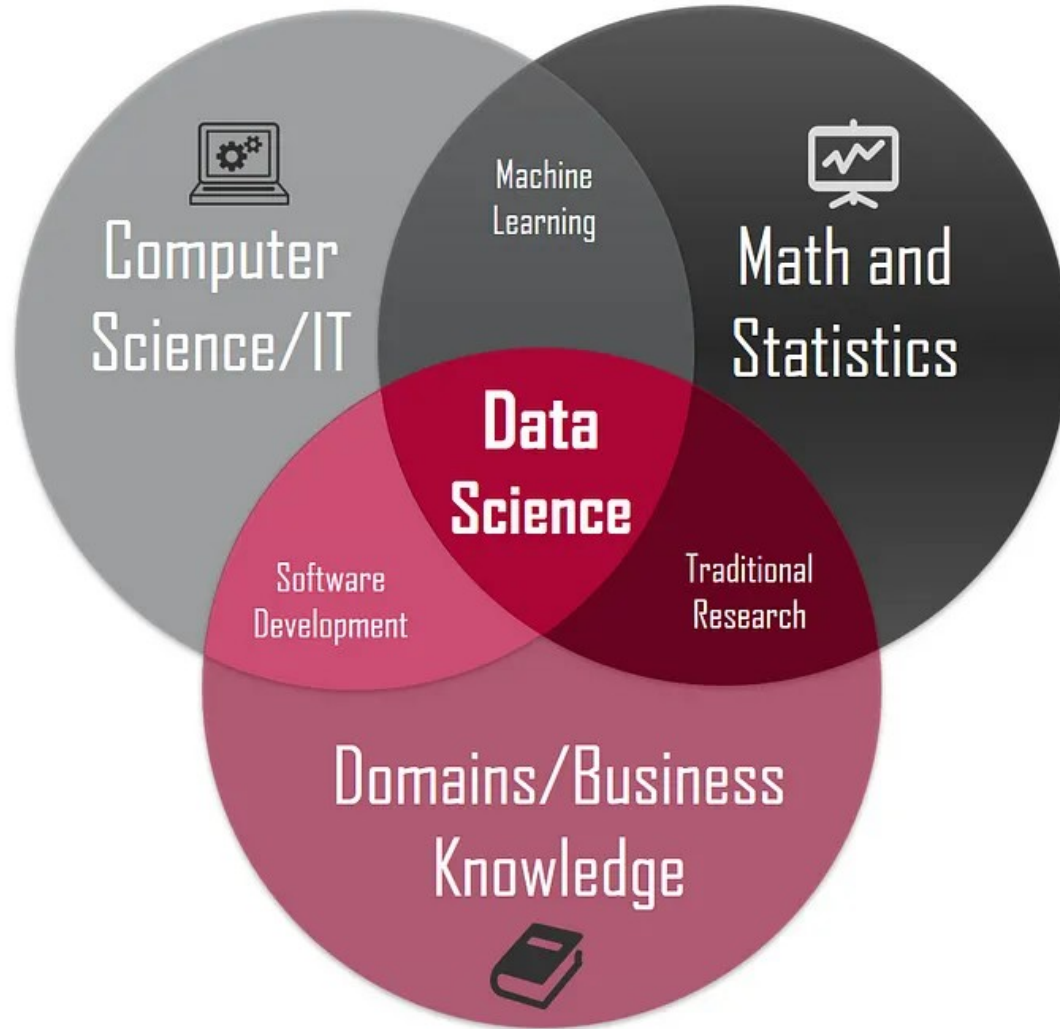 Machine
Learning
Computer
Science/IT
Math and
Statistics
Data
Science
Software
Development
Traditional
Research
Domains/Business
Knowledge